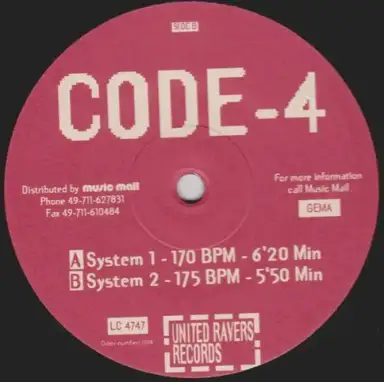 SIDE B
CODE-4
Distributed by music mail
Phone 49-711-627831
Fax 49-711-610484
For more information
call Music Mail
GEMA
A System 1 - 170 BPM - 6'20 Min
B System 2 - 175 BPM - 5'50 Min
LC 4747
UNITED RAVERS
RECORDS